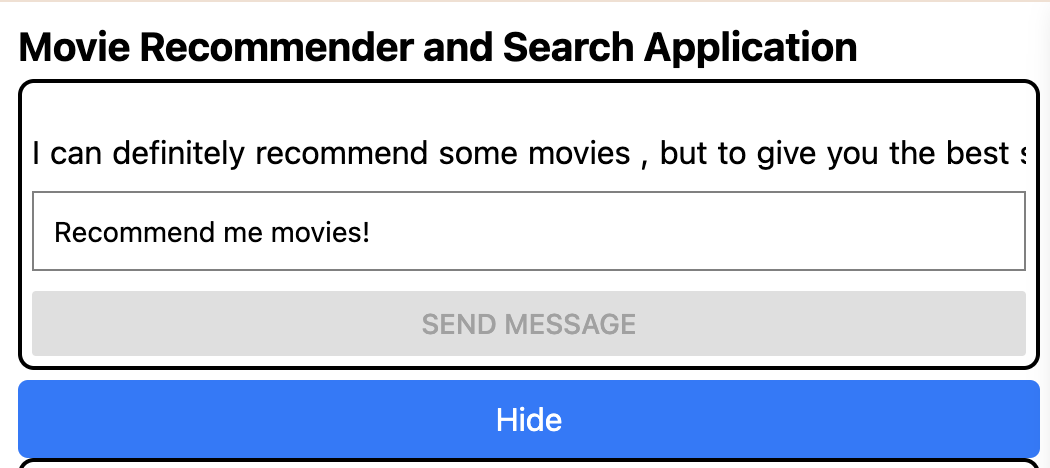 Movie Recommender and Search Application
I can definitely recommend some movies , but to give you the best
Recommend me movies!
SEND MESSAGE
Hide